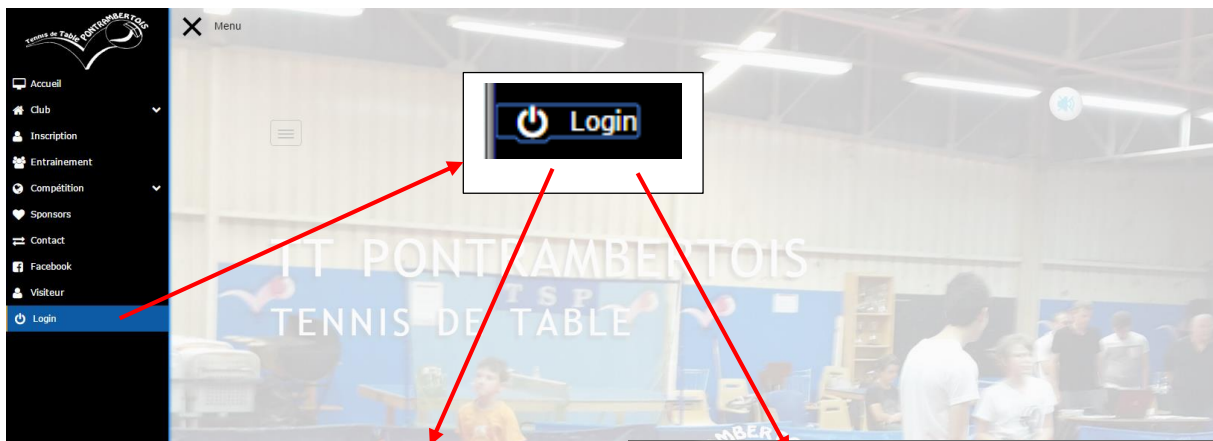 Tennis de Table PONTRAMBERTOIS
Menu
Accueil
Club
Inscription
Entrainement
Compétition
Sponsors
Contact
Facebook
Visiteur
Login
Login
TT PONTRAMBERTOIS
TSP
TENNIS DE TABLE